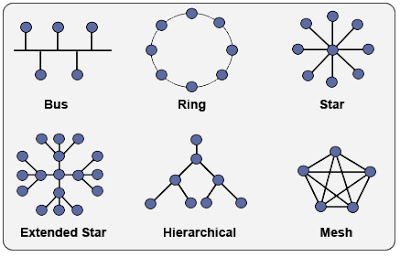 Bus
Ring
Star
Extended Star
Hierarchical
Mesh